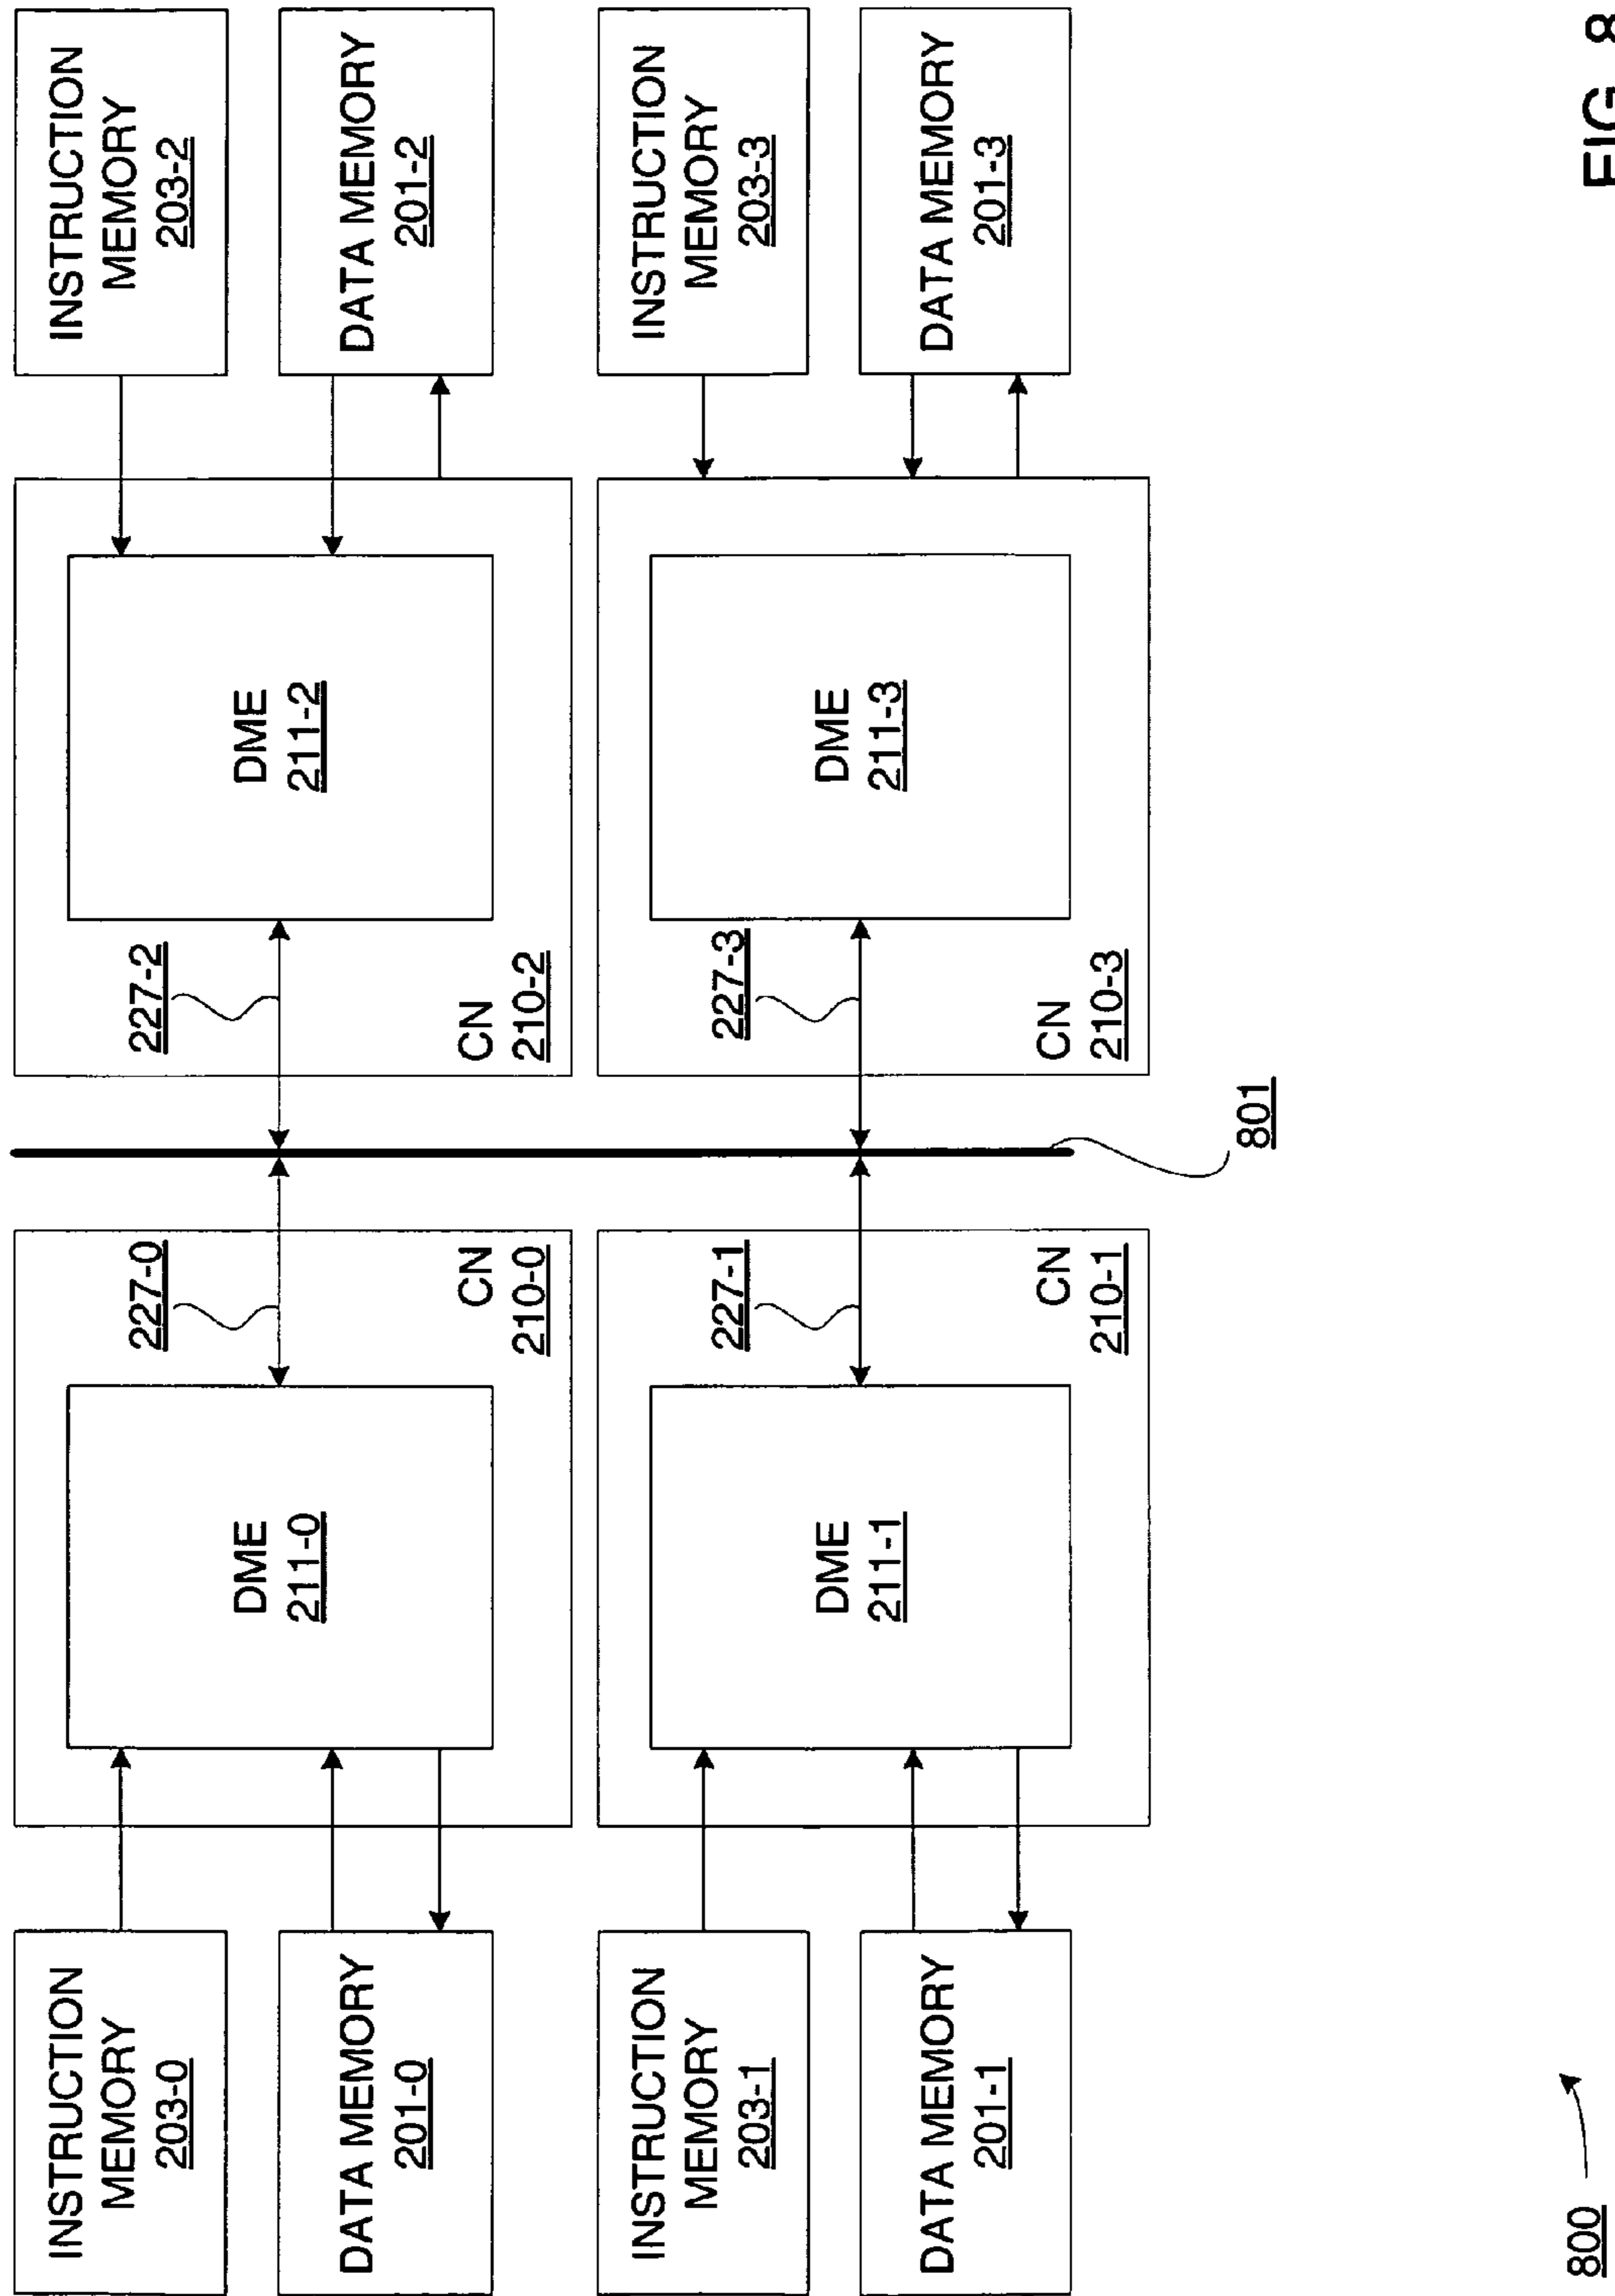 INSTRUCTION
MEMORY
203-0
DATA MEMORY
201-0
INSTRUCTION
MEMORY
203-1
DATA MEMORY
201-1
DME
211-0
227-0
CN
210-0
DME
211-1
227-1
CN
210-1
801
227-2
DME
211-2
CN
210-2
227-3
DME
211-3
CN
210-3
INSTRUCTION
MEMORY
203-2
DATA MEMORY
201-2
INSTRUCTION
MEMORY
203-3
DATA MEMORY
201-3
800
FIG. 8